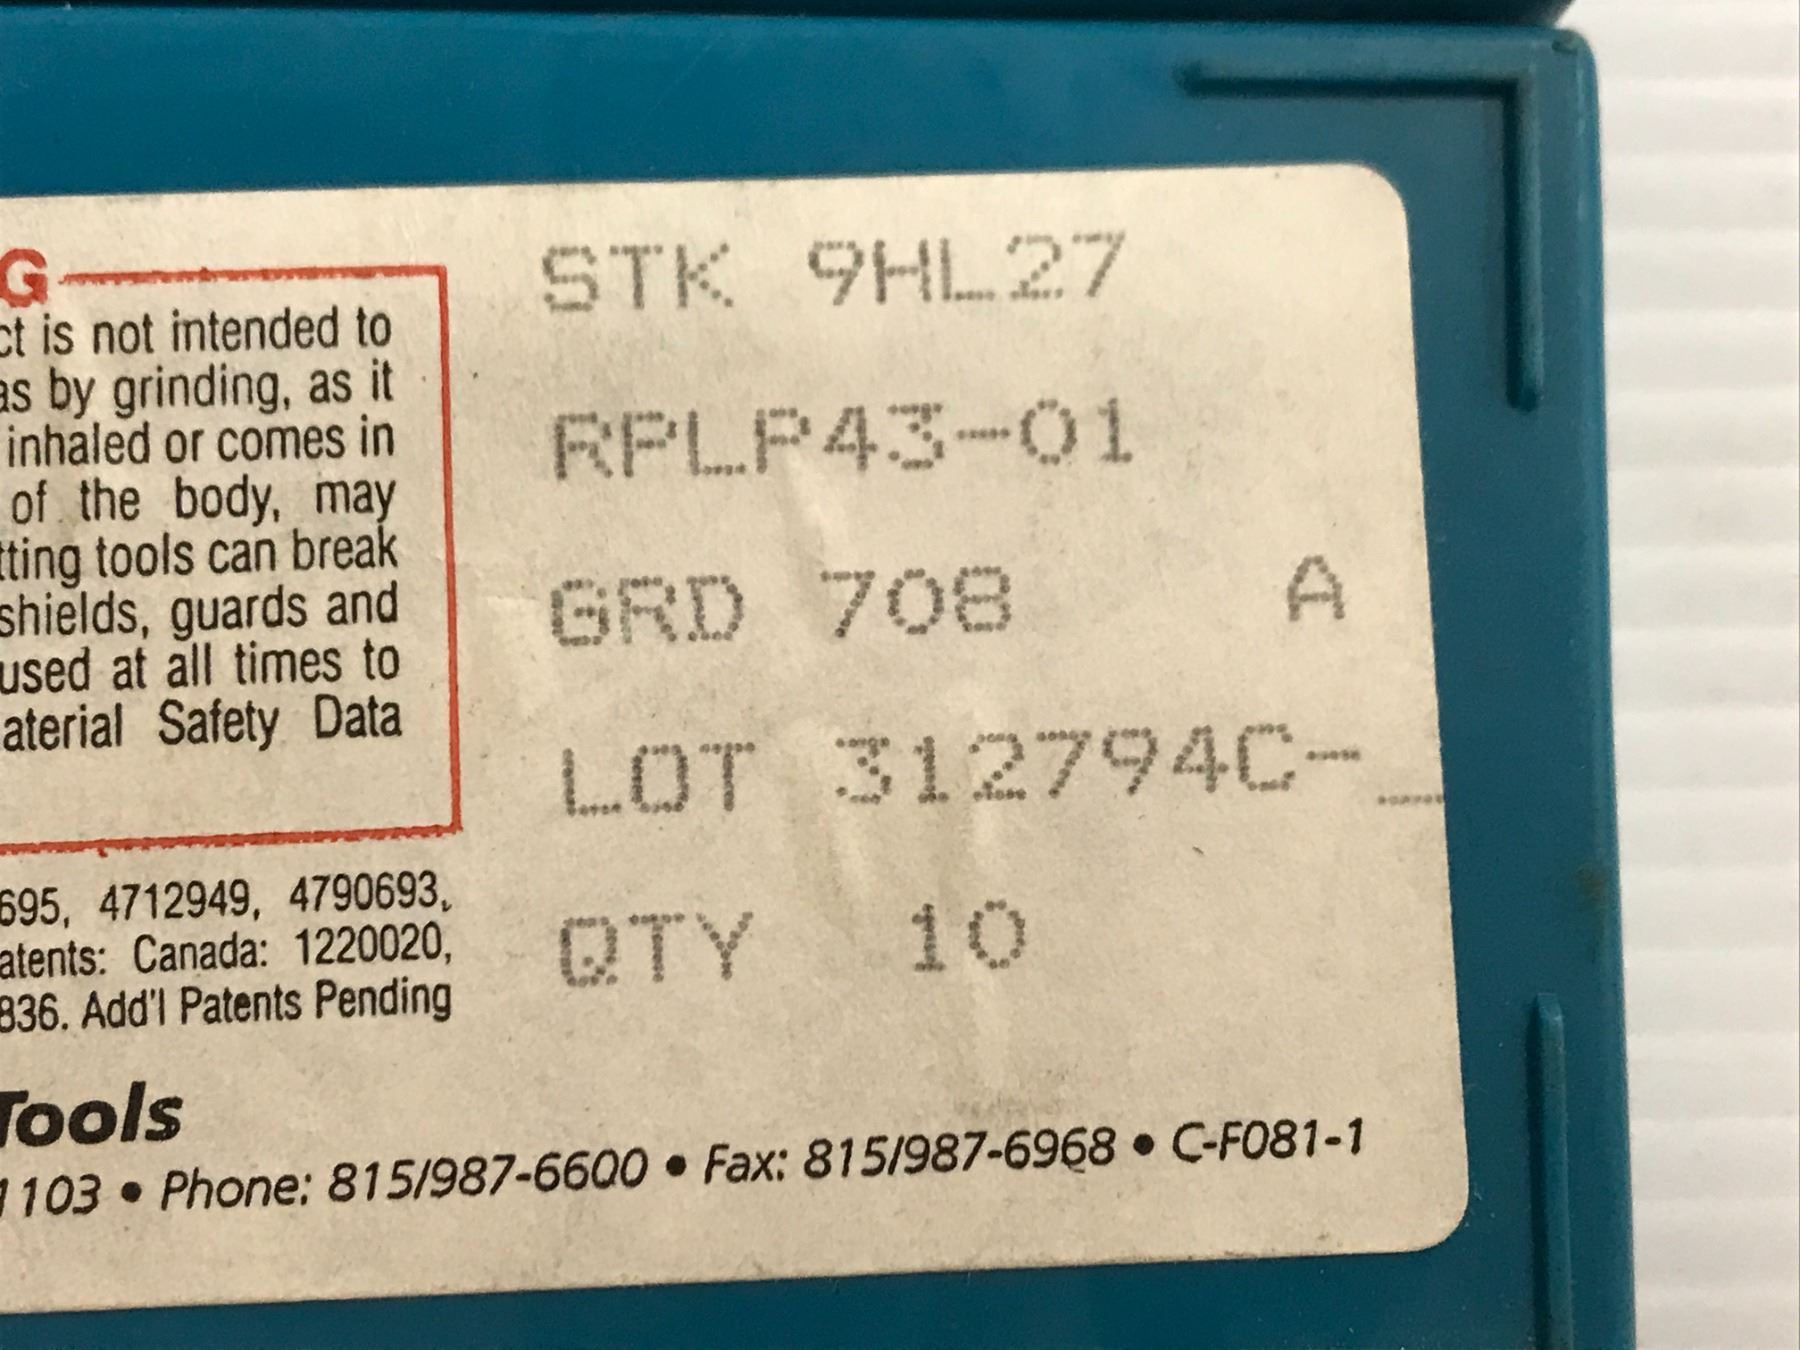 G
ct is not intended to
as by grinding, as it
inhaled or comes in
of the body, may
tting tools can break
shields, guards and
used at all times to
aterial Safety Data
695, 4712949, 4790693,
atents: Canada: 1220020,
836. Add'l Patents Pending
STK 9HL27
RPLP43-01
GRD 708 A
LOT 312794C-_
QTY 10
Tools
1103 • Phone: 815/987-6600 • Fax: 815/987-6968 • C-F081-1